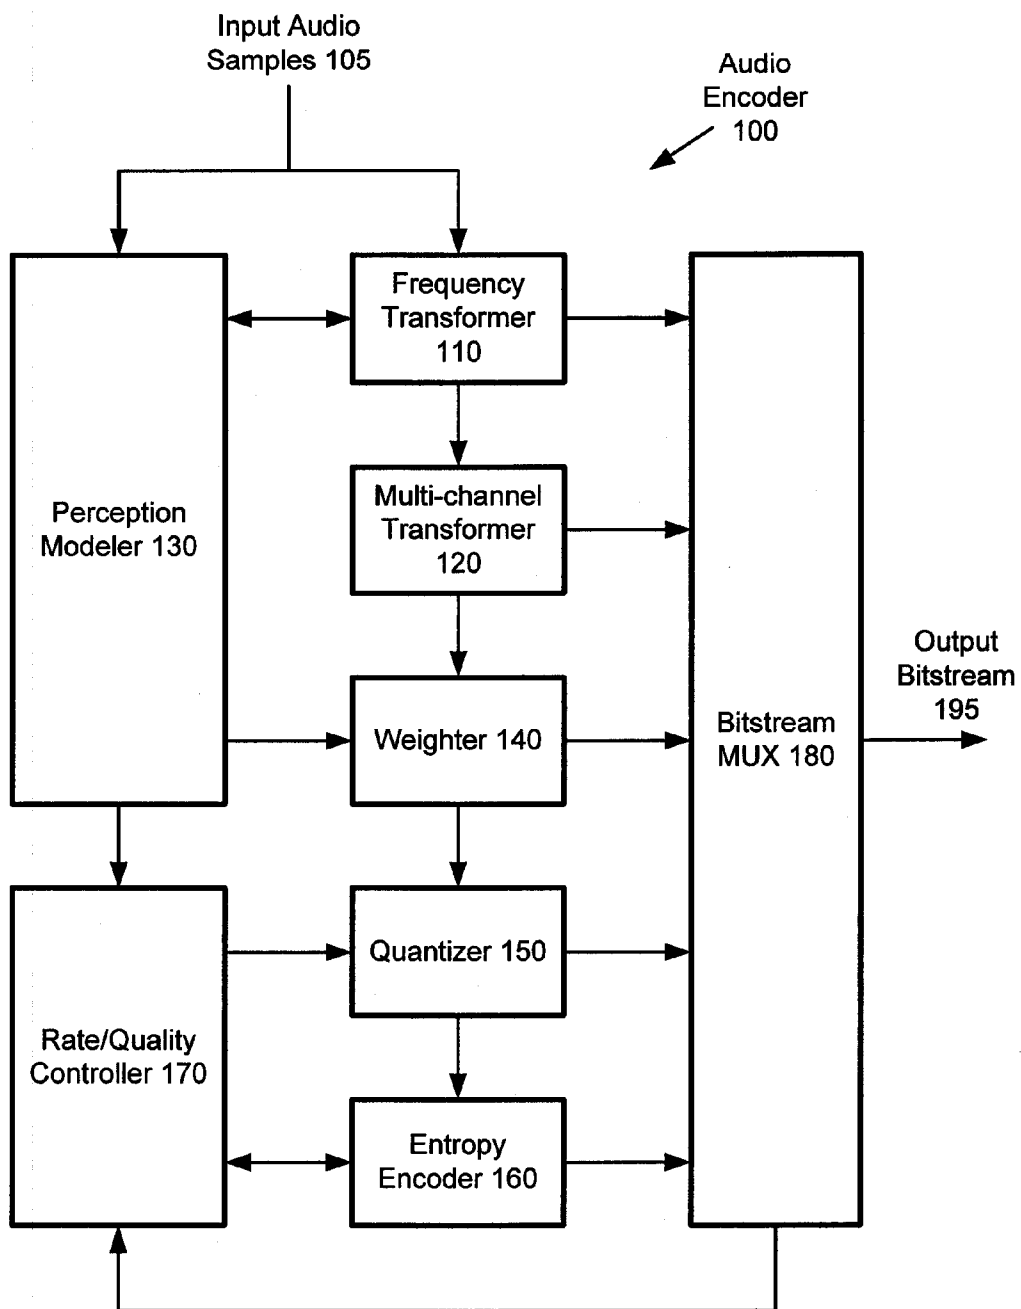 Input Audio
Samples 105
Audio
Encoder
100
Frequency
Transformer
110
Multi-channel
Transformer
120
Perception
Modeler 130
Output
Bitstream
195
Weighter 140
Bitstream
MUX 180
Quantizer 150
Rate/Quality
Controller 170
Entropy
Encoder 160